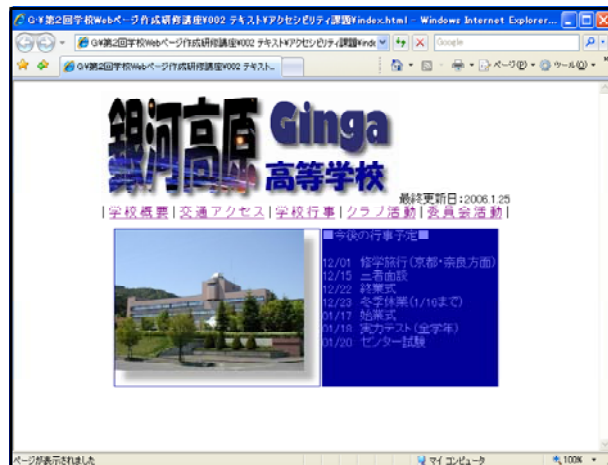 G:¥第2回学校Webページ作成研修講座¥002 テキスト¥アクセシビリティ課題¥index.html - Windows Internet Explorer...
G:¥第2回学校Webページ作成研修講座¥002 テキスト¥アクセシビリティ課題¥inde
Google
G:¥第2回学校Webページ作成研修講座¥002 テキスト...
ページ(P)
ツール(O)
銀河高原 Ginga
高等学校
最終更新日:2006.1.25
|学校概要|交通アクセス|学校行事|クラブ活動|委員会活動|
■今後の行事予定■
12/01 修学旅行(京都・奈良方面)
12/15 三者面談
12/22 終業式
12/23 冬季休業(1/16まで)
01/17 始業式
01/18 実力テスト(全学年)
01/20 センター試験
ページが表示されました
マイ コンピュータ
100%